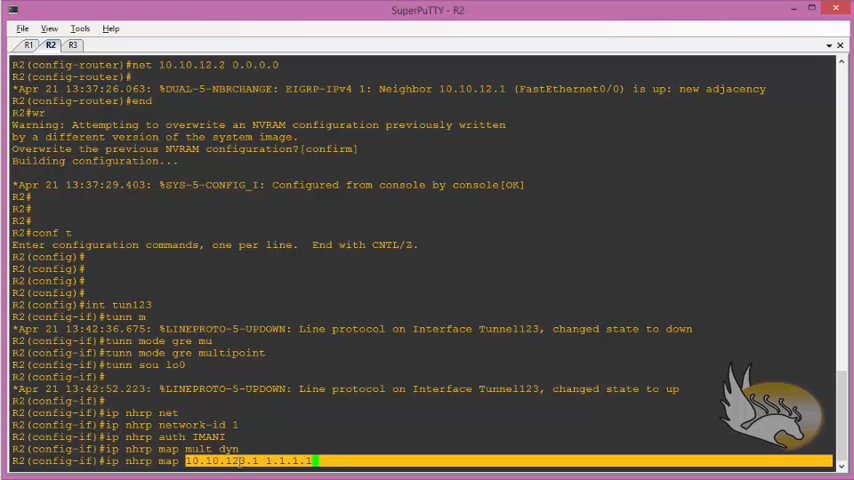 SuperPuTTY - R2
File View Tools Help
R1 R2 R3
R2(config-router)#net 10.10.12.2 0.0.0.0
R2(config-router)#
*Apr 21 13:37:26.063: %DUAL-5-NBRCHANGE: EIGRP-IPv4 1: Neighbor 10.10.12.1 (FastEthernet0/0) is up: new adjacency
R2(config-router)#end
R2#wr
Warning: Attempting to overwrite an NVRAM configuration previously written
by a different version of the system image.
Overwrite the previous NVRAM configuration?[confirm]
Building configuration...
*Apr 21 13:37:29.403: %SYS-5-CONFIG_I: Configured from console by console[OK]
R2#
R2#
R2#
R2#conf t
Enter configuration commands, one per line.  End with CNTL/Z.
R2(config)#
R2(config)#
R2(config)#
R2(config)#
R2(config)#int tun123
R2(config-if)#tunn m
*Apr 21 13:42:36.675: %LINEPROTO-5-UPDOWN: Line protocol on Interface Tunnel123, changed state to down
R2(config-if)#tunn mode gre mu
R2(config-if)#tunn mode gre multipoint
R2(config-if)#tunn sou lo0
R2(config-if)#
*Apr 21 13:42:52.223: %LINEPROTO-5-UPDOWN: Line protocol on Interface Tunnel123, changed state to up
R2(config-if)#
R2(config-if)#ip nhrp net
R2(config-if)#ip nhrp network-id 1
R2(config-if)#ip nhrp auth IMANI
R2(config-if)#ip nhrp map mult dyn
R2(config-if)#ip nhrp map 10.10.123.1 1.1.1.1